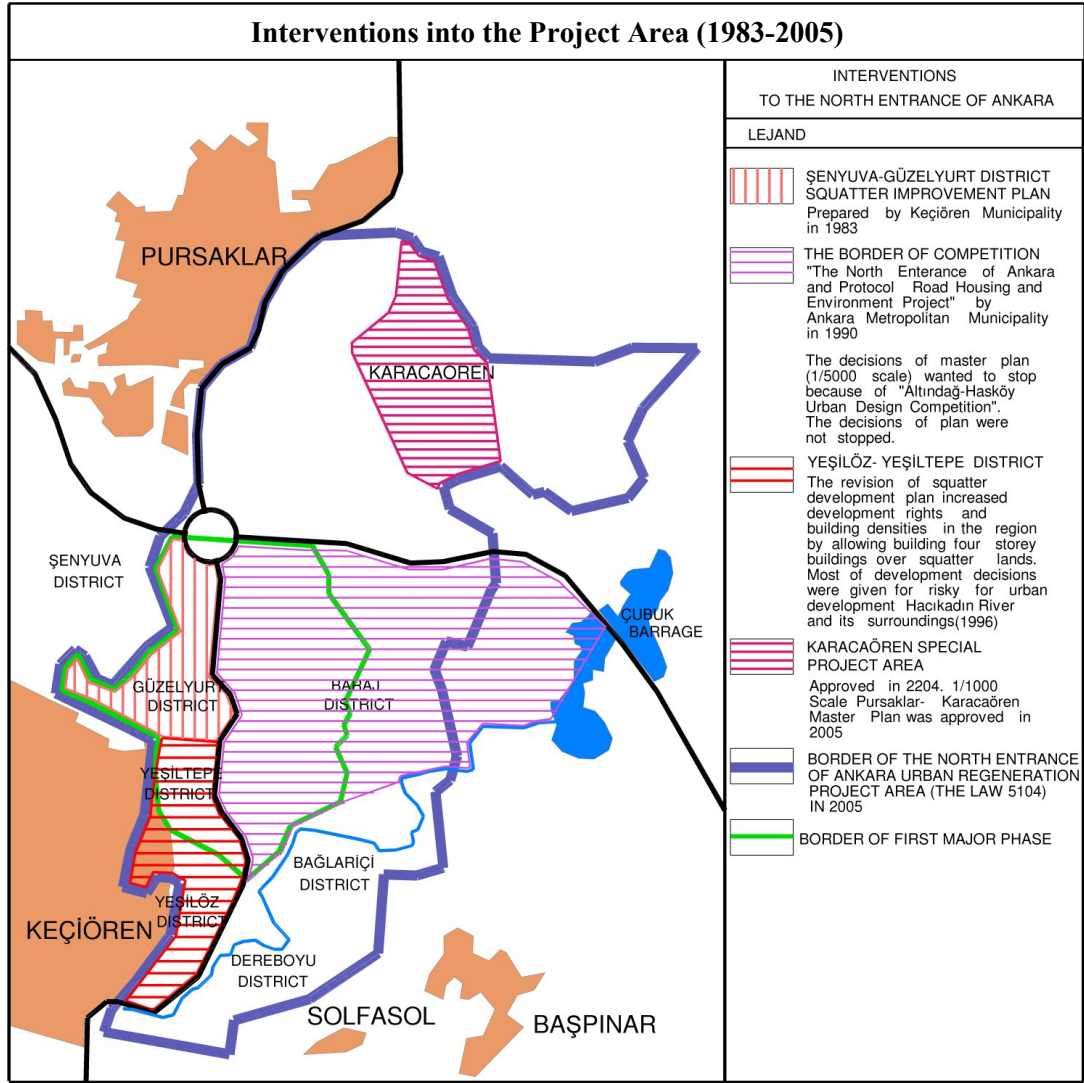 Interventions into the Project Area (1983-2005)
INTERVENTIONS
TO THE NORTH ENTRANCE OF ANKARA
LEJAND
ŞENYUVA-GÜZELYURT DISTRICT
SQUATTER IMPROVEMENT PLAN
Prepared by Keçiören Municipality
in 1983
THE BORDER OF COMPETITION
"The North Enterance of Ankara
and Protocol Road Housing and
Environment Project" by
Ankara Metropolitan Municipality
in 1990
The decisions of master plan
(1/5000 scale) wanted to stop
because of "Altındağ-Hasköy
Urban Design Competition".
The decisions of plan were
not stopped.
YEŞİLÖZ- YEŞİLTEPE DISTRICT
The revision of squatter
development plan increased
development rights and
building densities in the region
by allowing building four storey
buildings over squatter lands.
Most of development decisions
were given for risky for urban
development Hacıkadın River
and its surroundings(1996)
KARACAÖREN SPECIAL
PROJECT AREA
Approved in 2204. 1/1000
Scale Pursaklar- Karacaören
Master Plan was approved in
2005
BORDER OF THE NORTH ENTRANCE
OF ANKARA URBAN REGENERATION
PROJECT AREA (THE LAW 5104)
IN 2005
BORDER OF FIRST MAJOR PHASE
PURSAKLAR
KARACAÖREN
ŞENYUVA
DISTRICT
ÇUBUK
BARRAGE
GÜZELYURT
DISTRICT
BARAJ
DISTRICT
YEŞİLTEPE
DISTRICT
BAĞLARİÇİ
DISTRICT
YEŞİLÖZ
DISTRICT
KEÇİÖREN
DEREBOYU
DISTRICT
SOLFASOL
BAŞPINAR